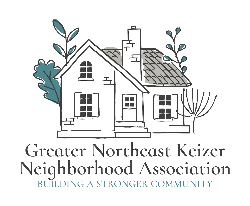 Greater Northeast Keizer
Neighborhood Association
BUILDING A STRONGER COMMUNITY